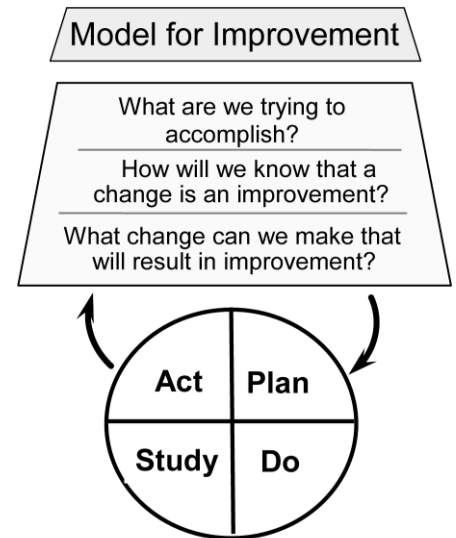 Model for Improvement
What are we trying to
accomplish?
How will we know that a
change is an improvement?
What change can we make that
will result in improvement?
Act
Plan
Study
Do